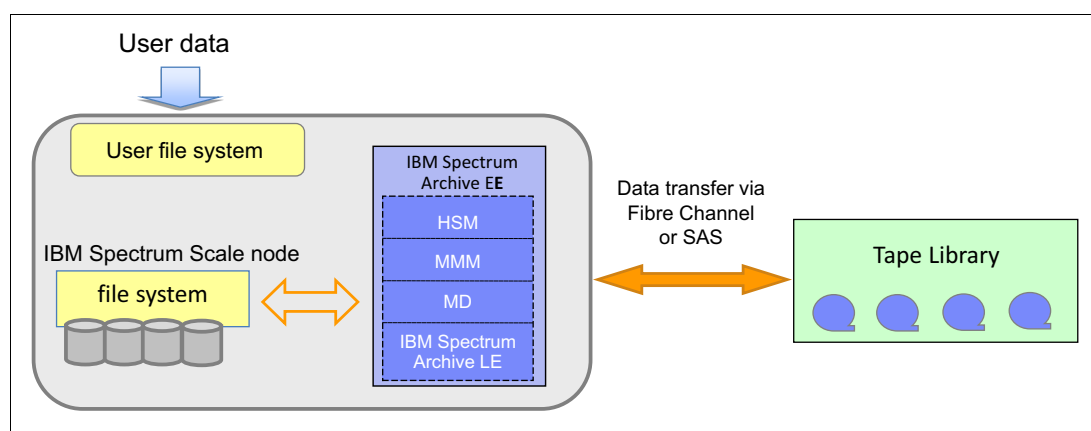 User data
User file system
IBM Spectrum Scale node
file system
IBM Spectrum
Archive EE
HSM
MMM
MD
IBM Spectrum
Archive LE
Data transfer via
Fibre Channel
or SAS
Tape Library